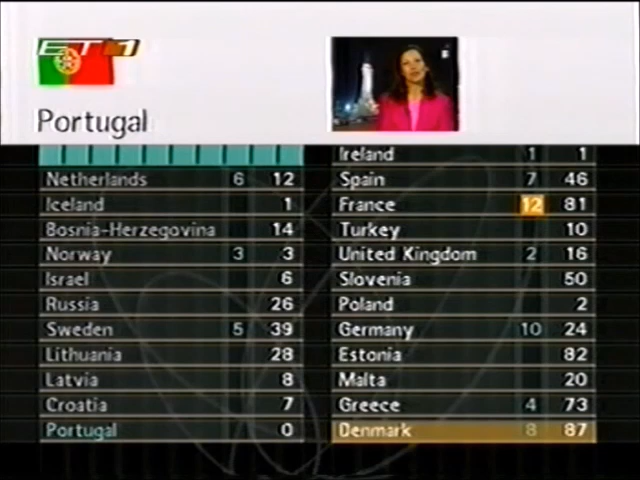 ET 1
Portugal
Netherlands 6 12
Iceland 1
Bosnia-Herzegovina 14
Norway 3 3
Israel 6
Russia 26
Sweden 5 39
Lithuania 28
Latvia 8
Croatia 7
Portugal 0
Ireland 1 1
Spain 7 46
France 12 81
Turkey 10
United Kingdom 2 16
Slovenia 50
Poland 2
Germany 10 24
Estonia 82
Malta 20
Greece 4 73
Denmark 8 87